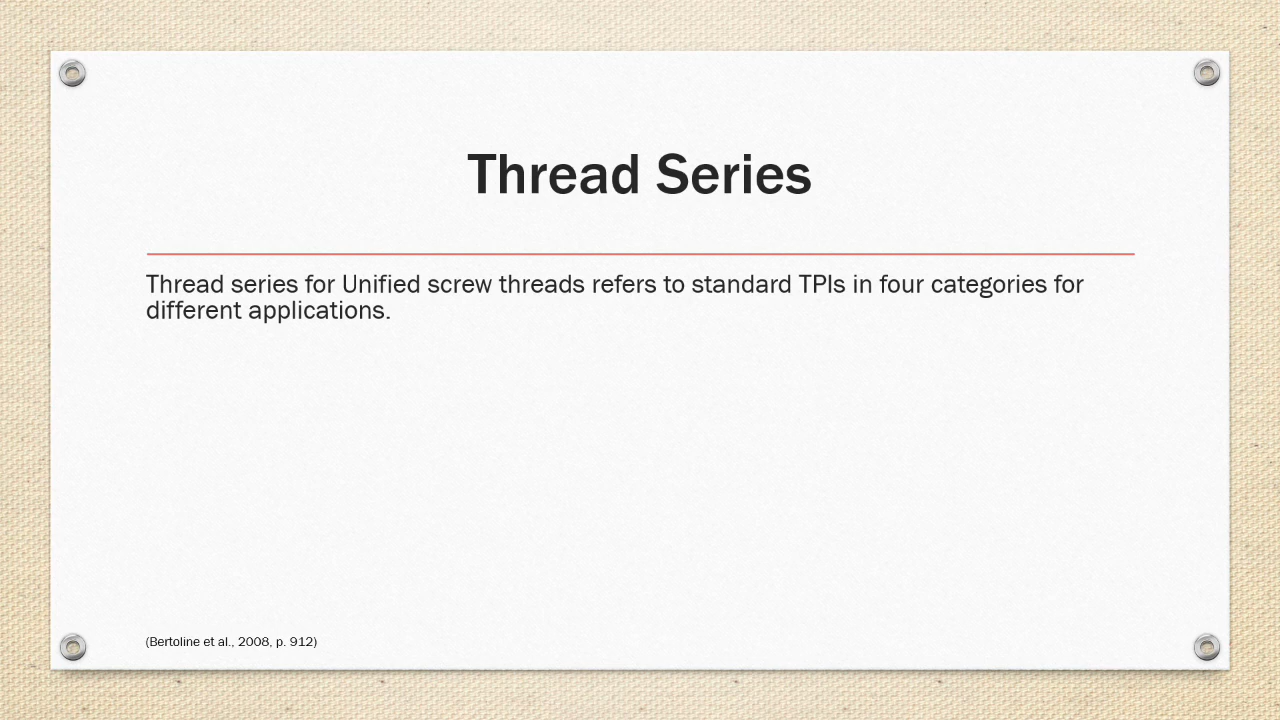 Thread Series
Thread series for Unified screw threads refers to standard TPIs in four categories for
different applications.
(Bertoline et al., 2008, p. 912)